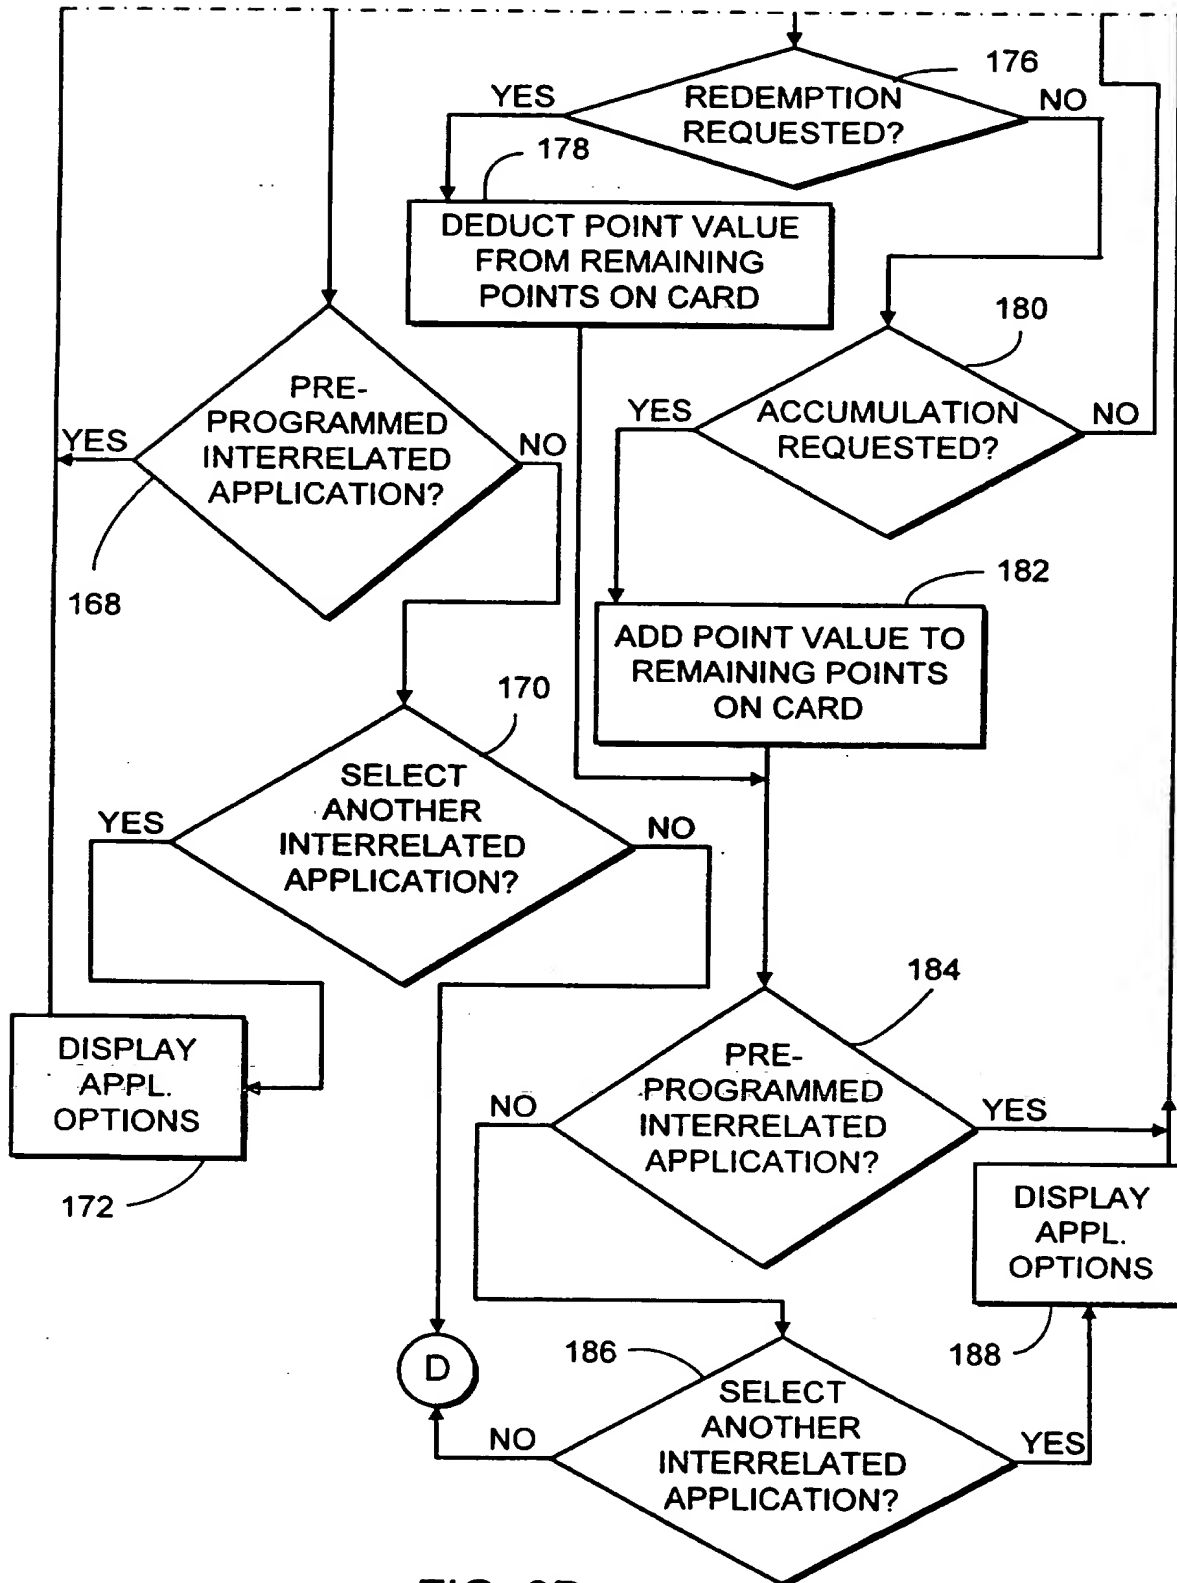 176
YES
REDEMPTION
REQUESTED?
NO
178
DEDUCT POINT VALUE
FROM REMAINING
POINTS ON CARD
180
PRE-
PROGRAMMED
INTERRELATED
APPLICATION?
YES
NO
168
YES
ACCUMULATION
REQUESTED?
NO
182
ADD POINT VALUE TO
REMAINING POINTS
ON CARD
170
SELECT
ANOTHER
INTERRELATED
APPLICATION?
YES
NO
184
DISPLAY
APPL.
OPTIONS
172
PRE-
PROGRAMMED
INTERRELATED
APPLICATION?
NO
YES
DISPLAY
APPL.
OPTIONS
188
D
186
SELECT
ANOTHER
INTERRELATED
APPLICATION?
NO
YES